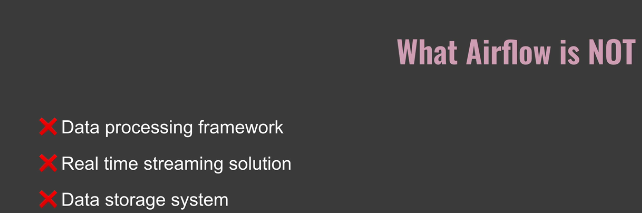 What Airflow is NOT
Data processing framework
Real time streaming solution
Data storage system